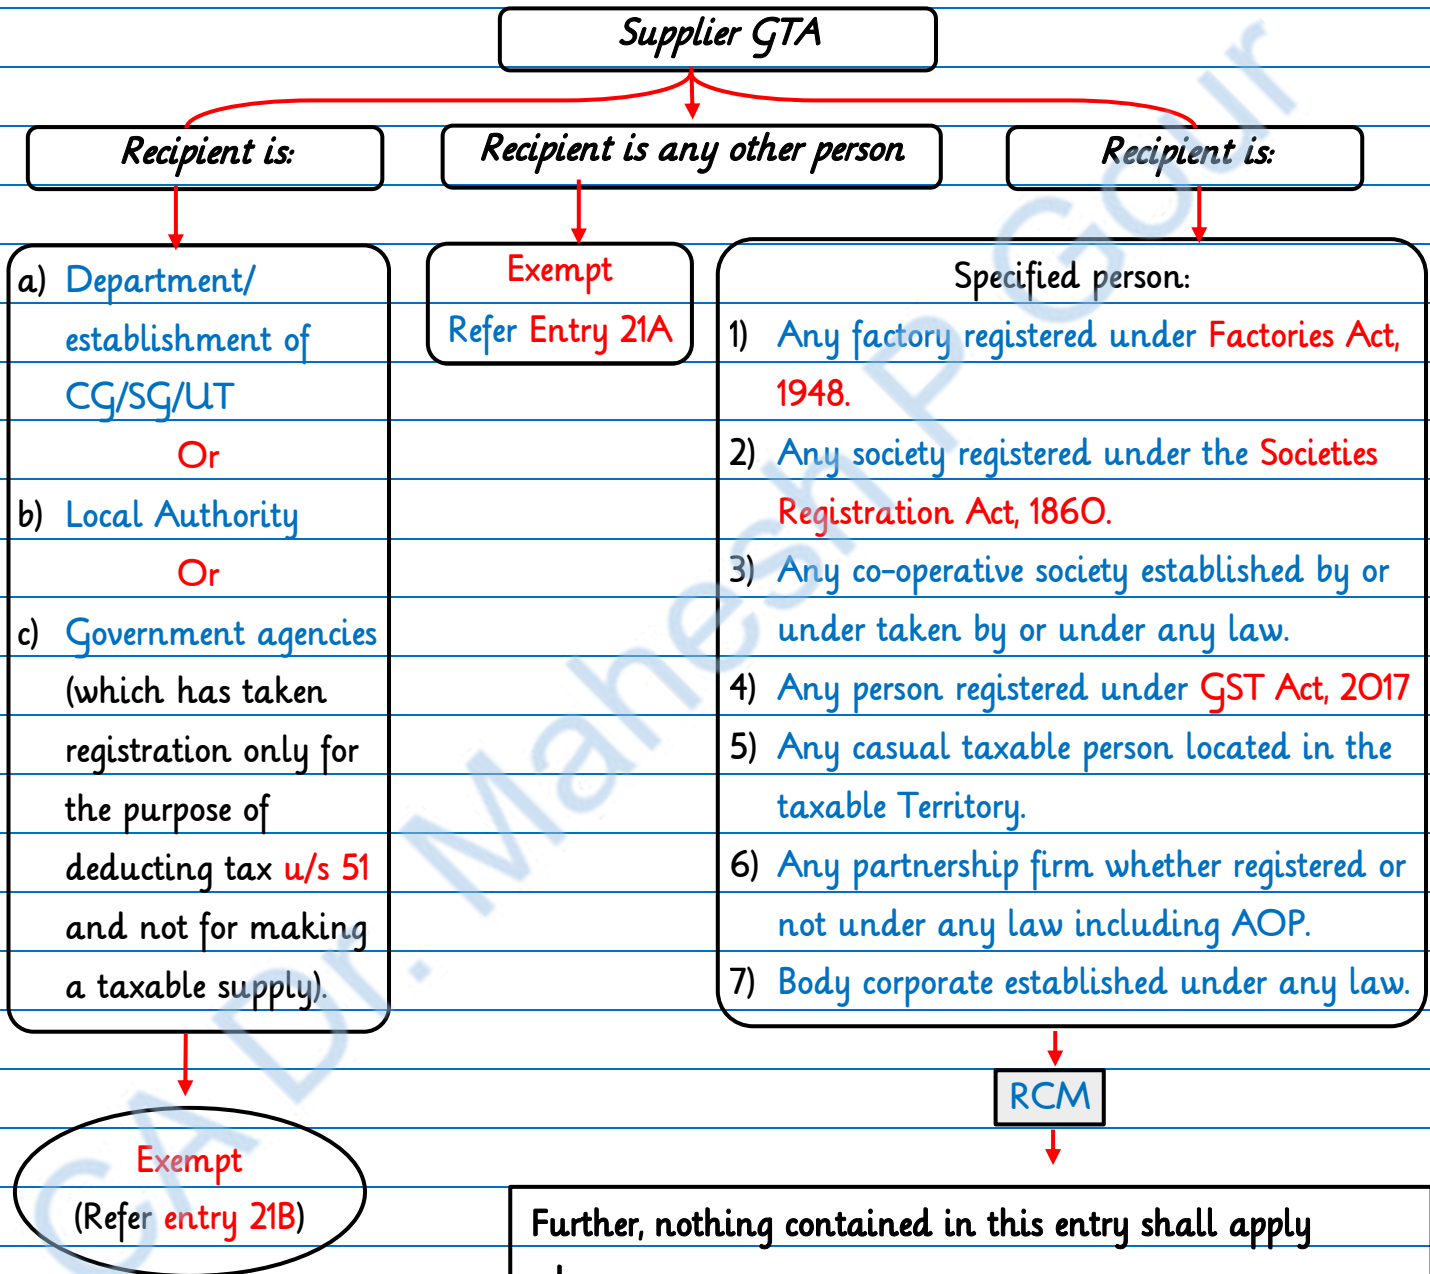 Supplier GTA
Recipient is:
Recipient is any other person
Recipient is:
a) Department/
establishment of
CG/SG/UT
Or
b) Local Authority
Or
c) Government agencies
(which has taken
registration only for
the purpose of
deducting tax u/s 51
and not for making
a taxable supply).
Exempt
(Refer entry 21B)
Exempt
Refer Entry 21A
Specified person:
1) Any factory registered under Factories Act,
1948.
2) Any society registered under the Societies
Registration Act, 1860.
3) Any co-operative society established by or
under taken by or under any law.
4) Any person registered under GST Act, 2017
5) Any casual taxable person located in the
taxable Territory.
6) Any partnership firm whether registered or
not under any law including AOP.
7) Body corporate established under any law.
RCM
Further, nothing contained in this entry shall apply
CA Dr. Mahesh P Gour